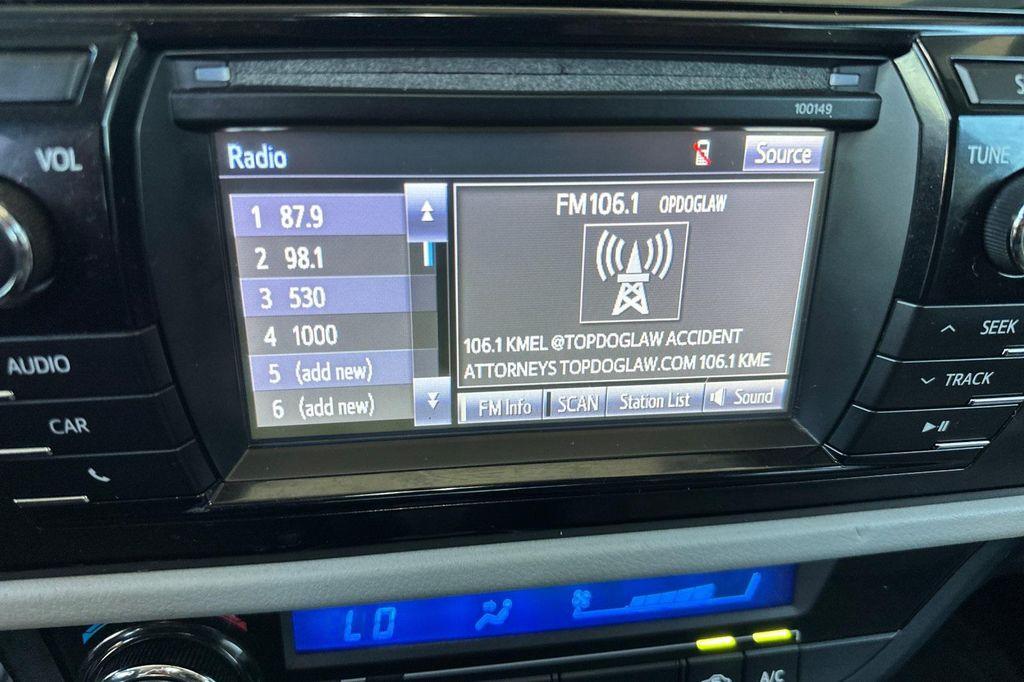 100149
VOL
Radio
Source
TUNE
1 87.9
2 98.1
3 530
4 1000
5 (add new)
6 (add new)
FM106.1 OPDOGLAW
106.1 KMEL @TOPDOGLAW ACCIDENT
ATTORNEYS TOPDOGLAW.COM 106.1 KME
FM Info
SCAN
Station List
Sound
AUDIO
CAR
SEEK
TRACK
LO
A/C